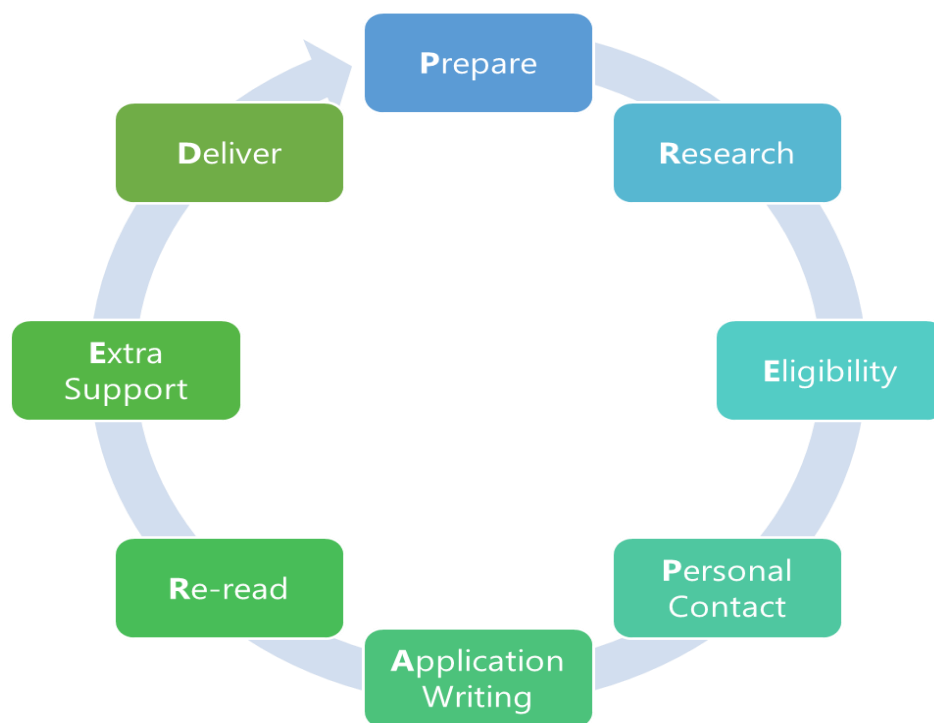 Prepare
Research
Eligibility
Personal
Contact
Application
Writing
Re-read
Extra
Support
Deliver